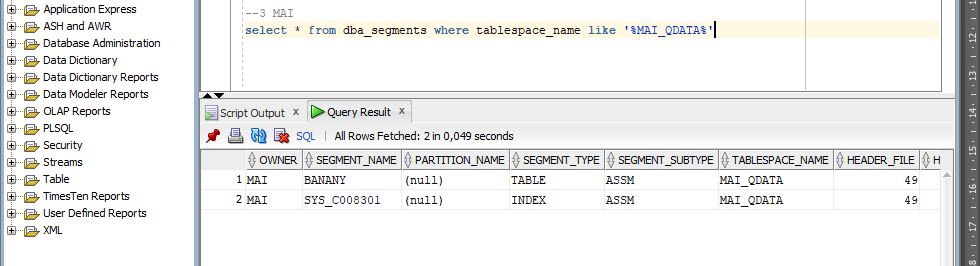 Application Express
ASH and AWR
Database Administration
Data Dictionary
Data Dictionary Reports
Data Modeler Reports
OLAP Reports
PLSQL
Security
Streams
Table
TimesTen Reports
User Defined Reports
XML
--3 MAI
select * from dba_segments where tablespace_name like '%MAI_QDATA%'
Script Output x Query Result x
SQL | All Rows Fetched: 2 in 0,049 seconds
OWNER SEGMENT_NAME PARTITION_NAME SEGMENT_TYPE SEGMENT_SUBTYPE TABLESPACE_NAME HEADER_FILE H
1 MAI BANANY (null) TABLE ASSM MAI_QDATA 49
2 MAI SYS_C008301 (null) INDEX ASSM MAI_QDATA 49